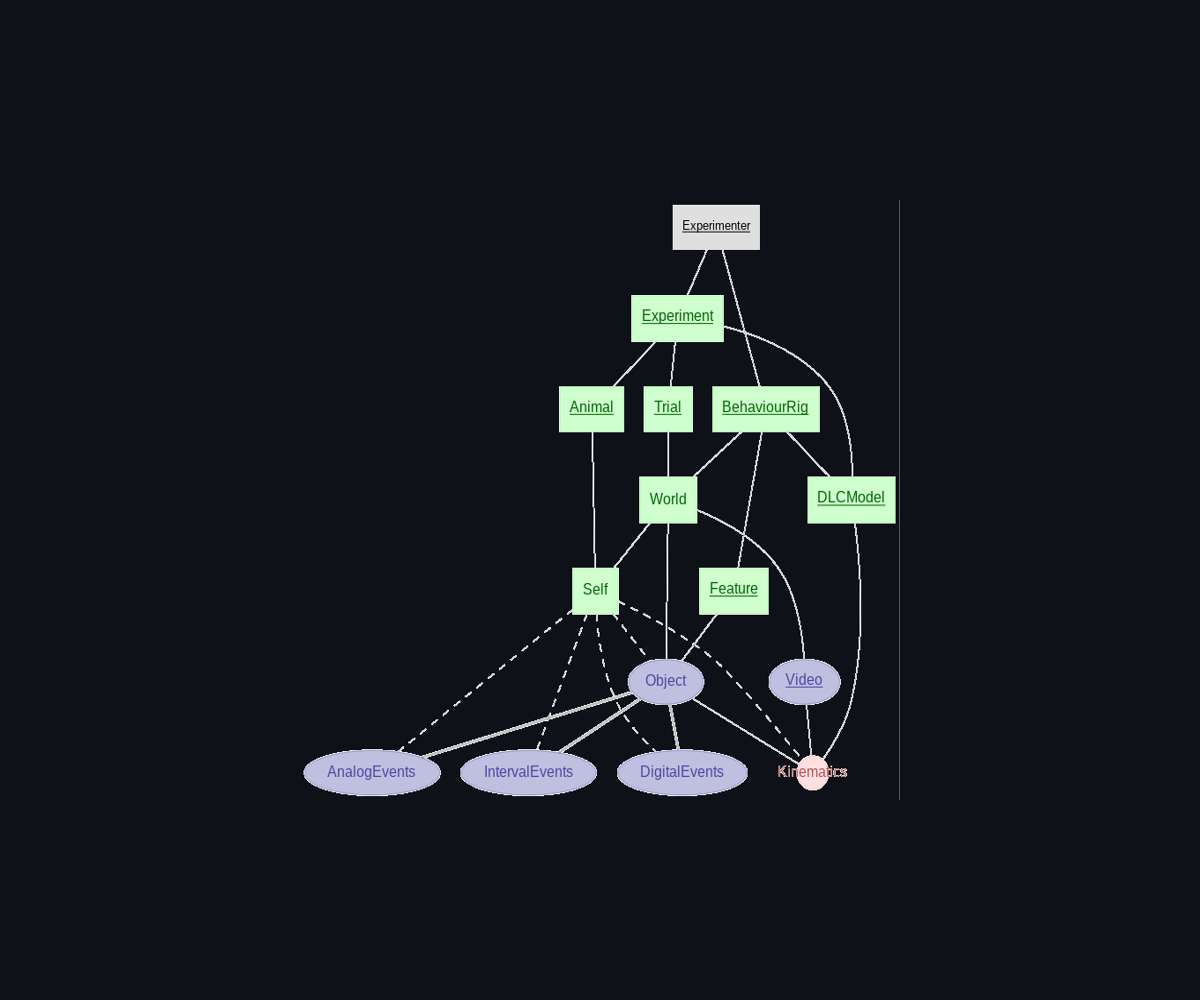 Experimenter
Experiment
Animal
Trial
BehaviourRig
World
DLCModel
Self
Feature
Object
Video
AnalogEvents
IntervalEvents
DigitalEvents
Kinematics